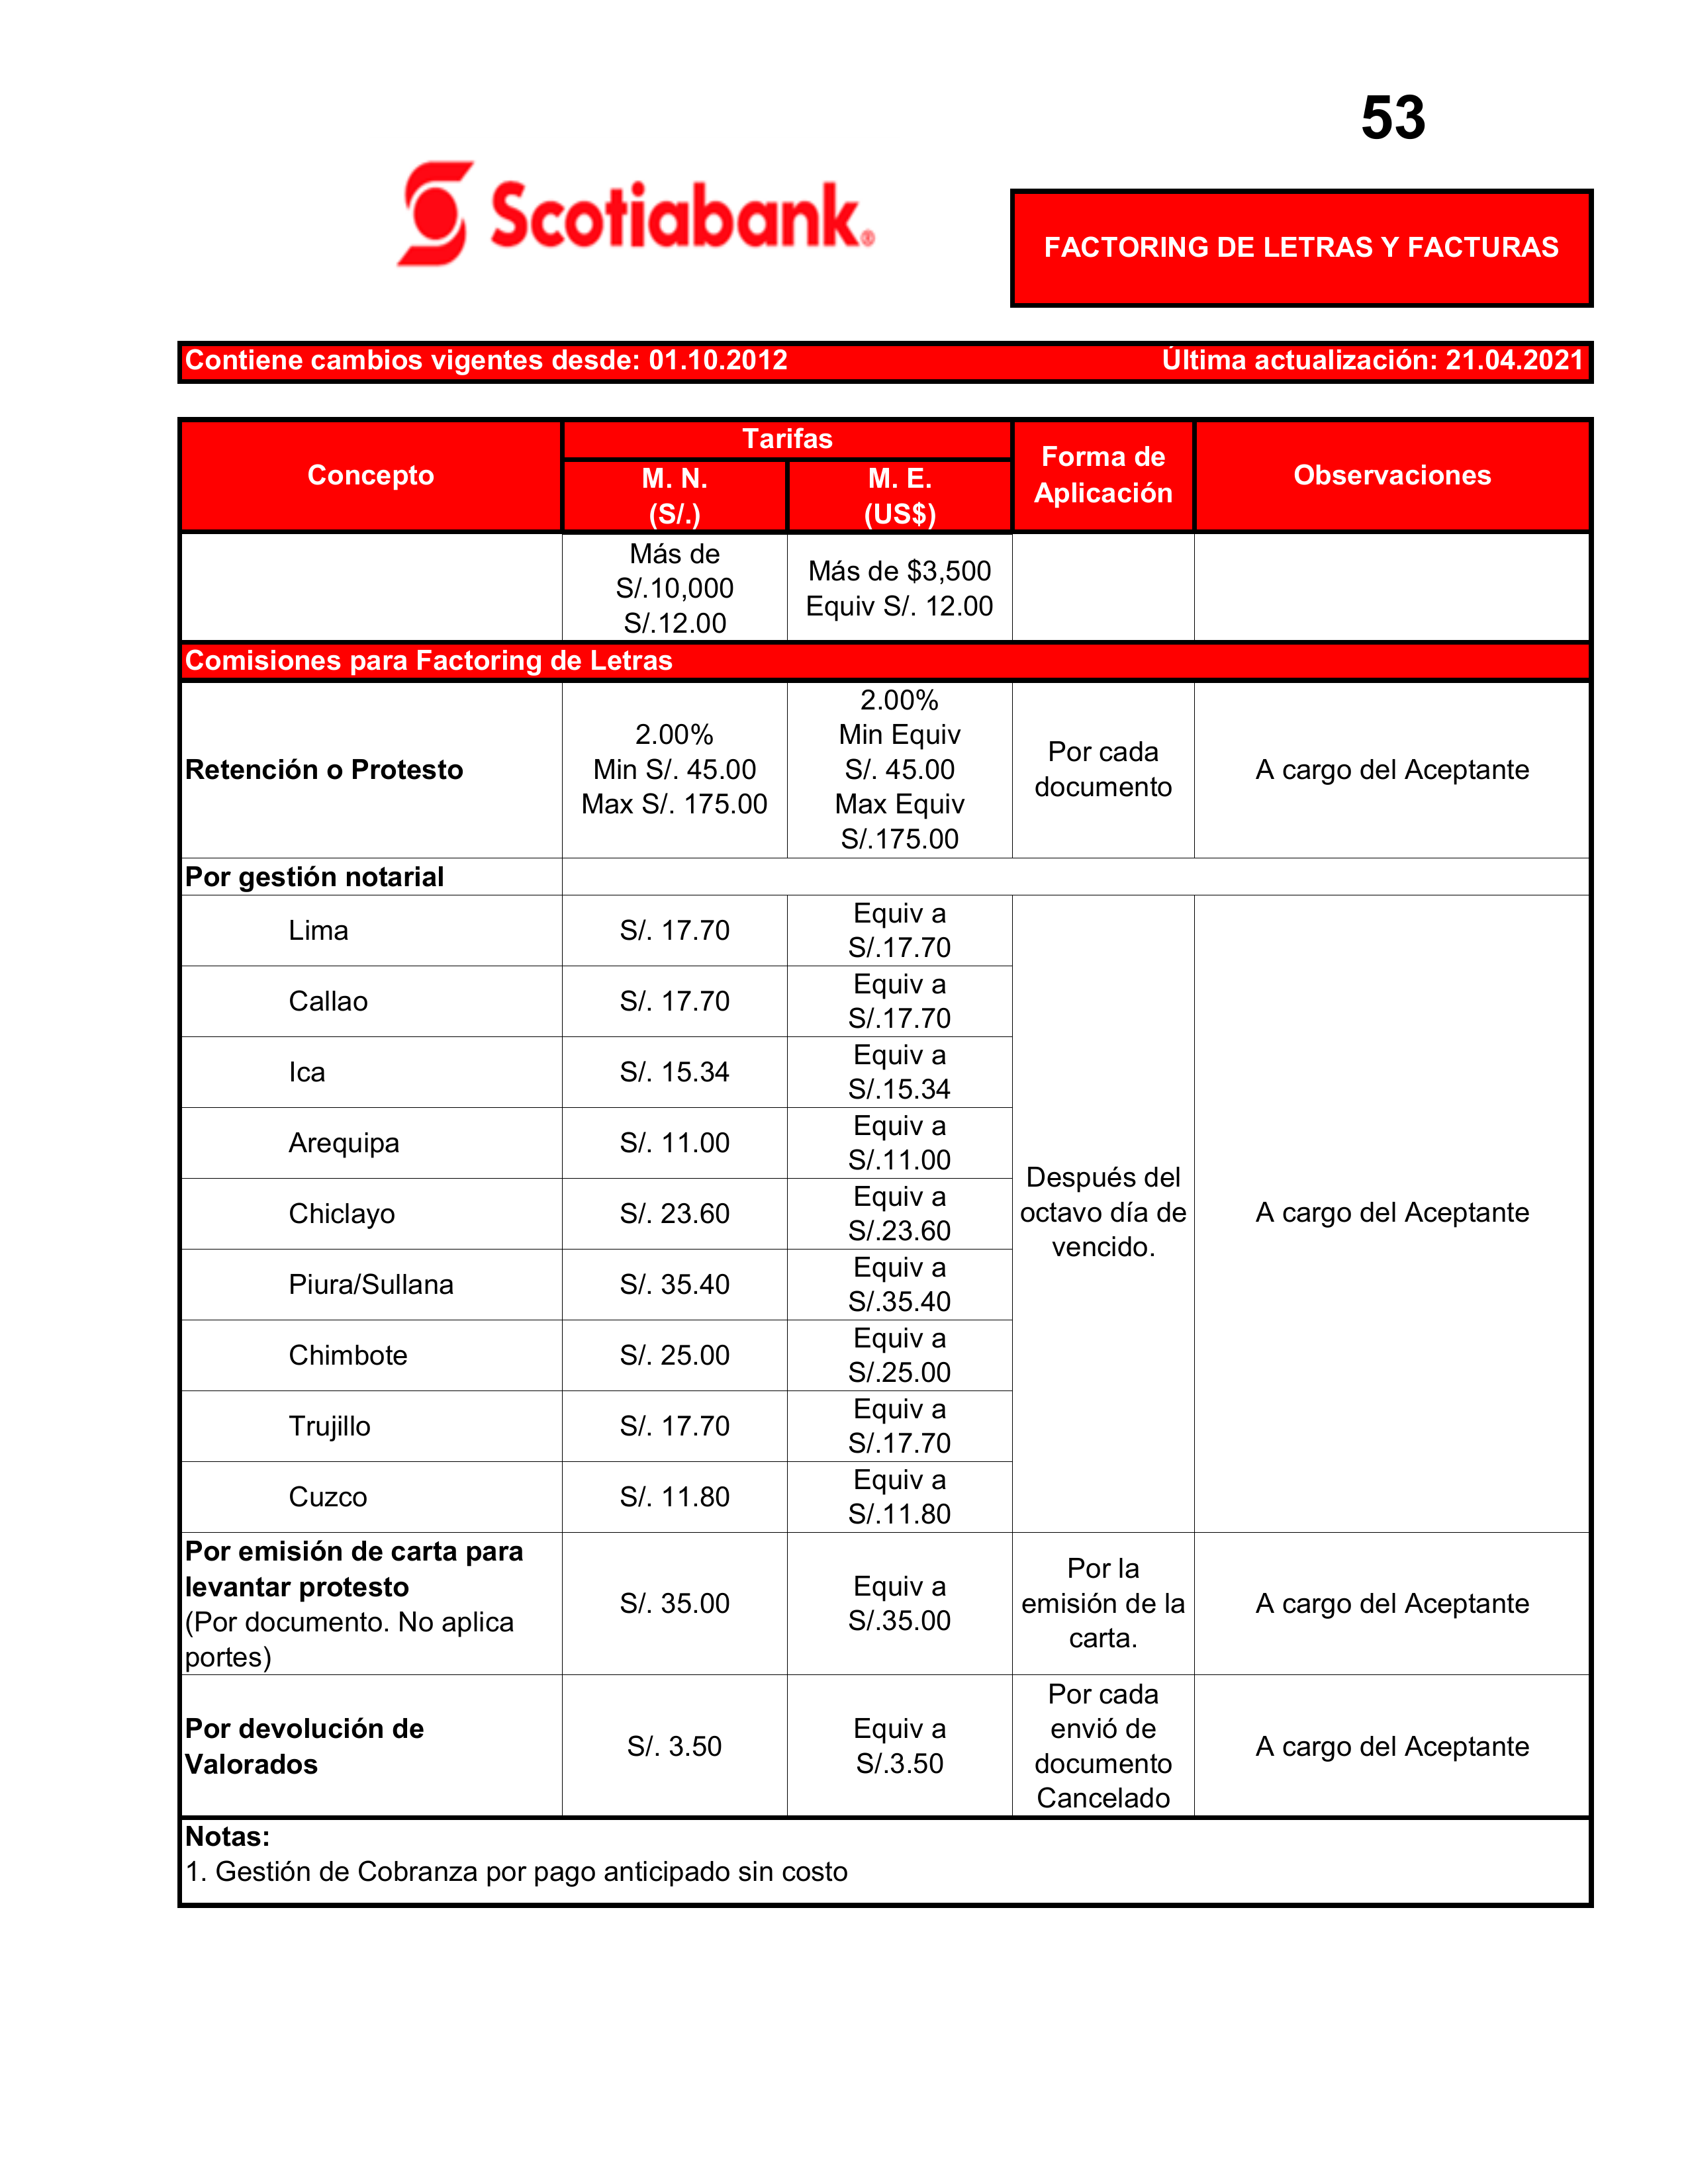 53
Scotiabank®
FACTORING DE LETRAS Y FACTURAS
Contiene cambios vigentes desde: 01.10.2012 Última actualización: 21.04.2021
Concepto
Tarifas
M. N.
(S/.)
M. E.
(US$)
Forma de
Aplicación
Observaciones
Más de
S/.10,000
S/.12.00
Más de $3,500
Equiv S/. 12.00
Comisiones para Factoring de Letras
Retención o Protesto
2.00%
Min S/. 45.00
Max S/. 175.00
2.00%
Min Equiv
S/. 45.00
Max Equiv
S/.175.00
Por cada
documento
A cargo del Aceptante
Por gestión notarial
Lima
S/. 17.70
Equiv a
S/.17.70
Callao
S/. 17.70
Equiv a
S/.17.70
Ica
S/. 15.34
Equiv a
S/.15.34
Arequipa
S/. 11.00
Equiv a
S/.11.00
Chiclayo
S/. 23.60
Equiv a
S/.23.60
Piura/Sullana
S/. 35.40
Equiv a
S/.35.40
Chimbote
S/. 25.00
Equiv a
S/.25.00
Trujillo
S/. 17.70
Equiv a
S/.17.70
Cuzco
S/. 11.80
Equiv a
S/.11.80
Después del
octavo día de
vencido.
A cargo del Aceptante
Por emisión de carta para
levantar protesto
(Por documento. No aplica
portes)
S/. 35.00
Equiv a
S/.35.00
Por la
emisión de la
carta.
A cargo del Aceptante
Por devolución de
Valorados
S/. 3.50
Equiv a
S/.3.50
Por cada
envió de
documento
Cancelado
A cargo del Aceptante
Notas:
1. Gestión de Cobranza por pago anticipado sin costo